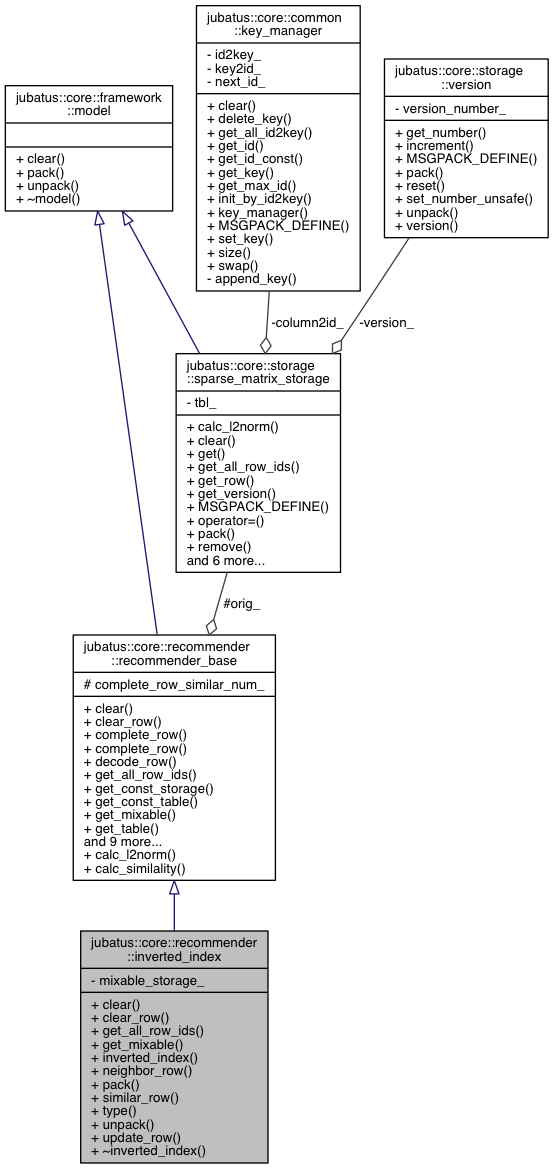 jubatus::core::common
::key_manager
- id2key_
- key2id_
- next_id_
+ clear()
+ delete_key()
+ get_all_id2key()
+ get_id()
+ get_id_const()
+ get_key()
+ get_max_id()
+ init_by_id2key()
+ key_manager()
+ MSGPACK_DEFINE()
+ set_key()
+ size()
+ swap()
- append_key()
jubatus::core::storage
::version
- version_number_
+ get_number()
+ increment()
+ MSGPACK_DEFINE()
+ pack()
+ reset()
+ set_number_unsafe()
+ unpack()
+ version()
jubatus::core::framework
::model
+ clear()
+ pack()
+ unpack()
+ ~model()
-column2id_
-version_
jubatus::core::storage
::sparse_matrix_storage
- tbl_
+ calc_l2norm()
+ clear()
+ get()
+ get_all_row_ids()
+ get_row()
+ get_version()
+ MSGPACK_DEFINE()
+ operator=()
+ pack()
+ remove()
and 6 more...
#orig_
jubatus::core::recommender
::recommender_base
# complete_row_similar_num_
+ clear()
+ clear_row()
+ complete_row()
+ complete_row()
+ decode_row()
+ get_all_row_ids()
+ get_const_storage()
+ get_const_table()
+ get_mixable()
+ get_table()
and 9 more...
+ calc_l2norm()
+ calc_similality()
jubatus::core::recommender
::inverted_index
- mixable_storage_
+ clear()
+ clear_row()
+ get_all_row_ids()
+ get_mixable()
+ inverted_index()
+ neighbor_row()
+ pack()
+ similar_row()
+ type()
+ unpack()
+ update_row()
+ ~inverted_index()